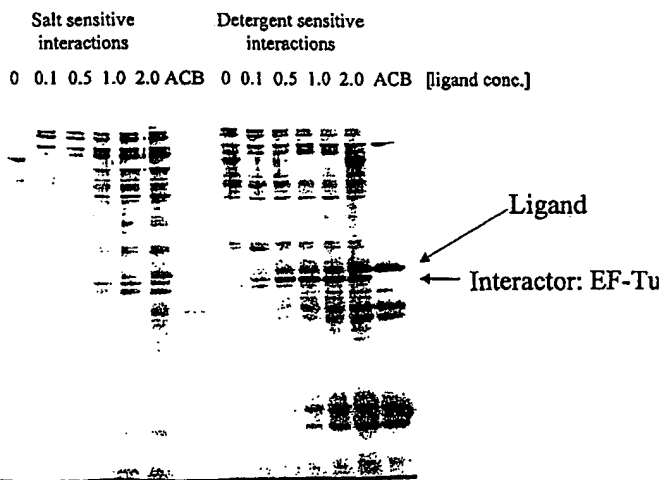 Salt sensitive
interactions
Detergent sensitive
interactions
0 0.1 0.5 1.0 2.0 ACB 0 0.1 0.5 1.0 2.0 ACB [ligand conc.]
Ligand
Interactor: EF-Tu